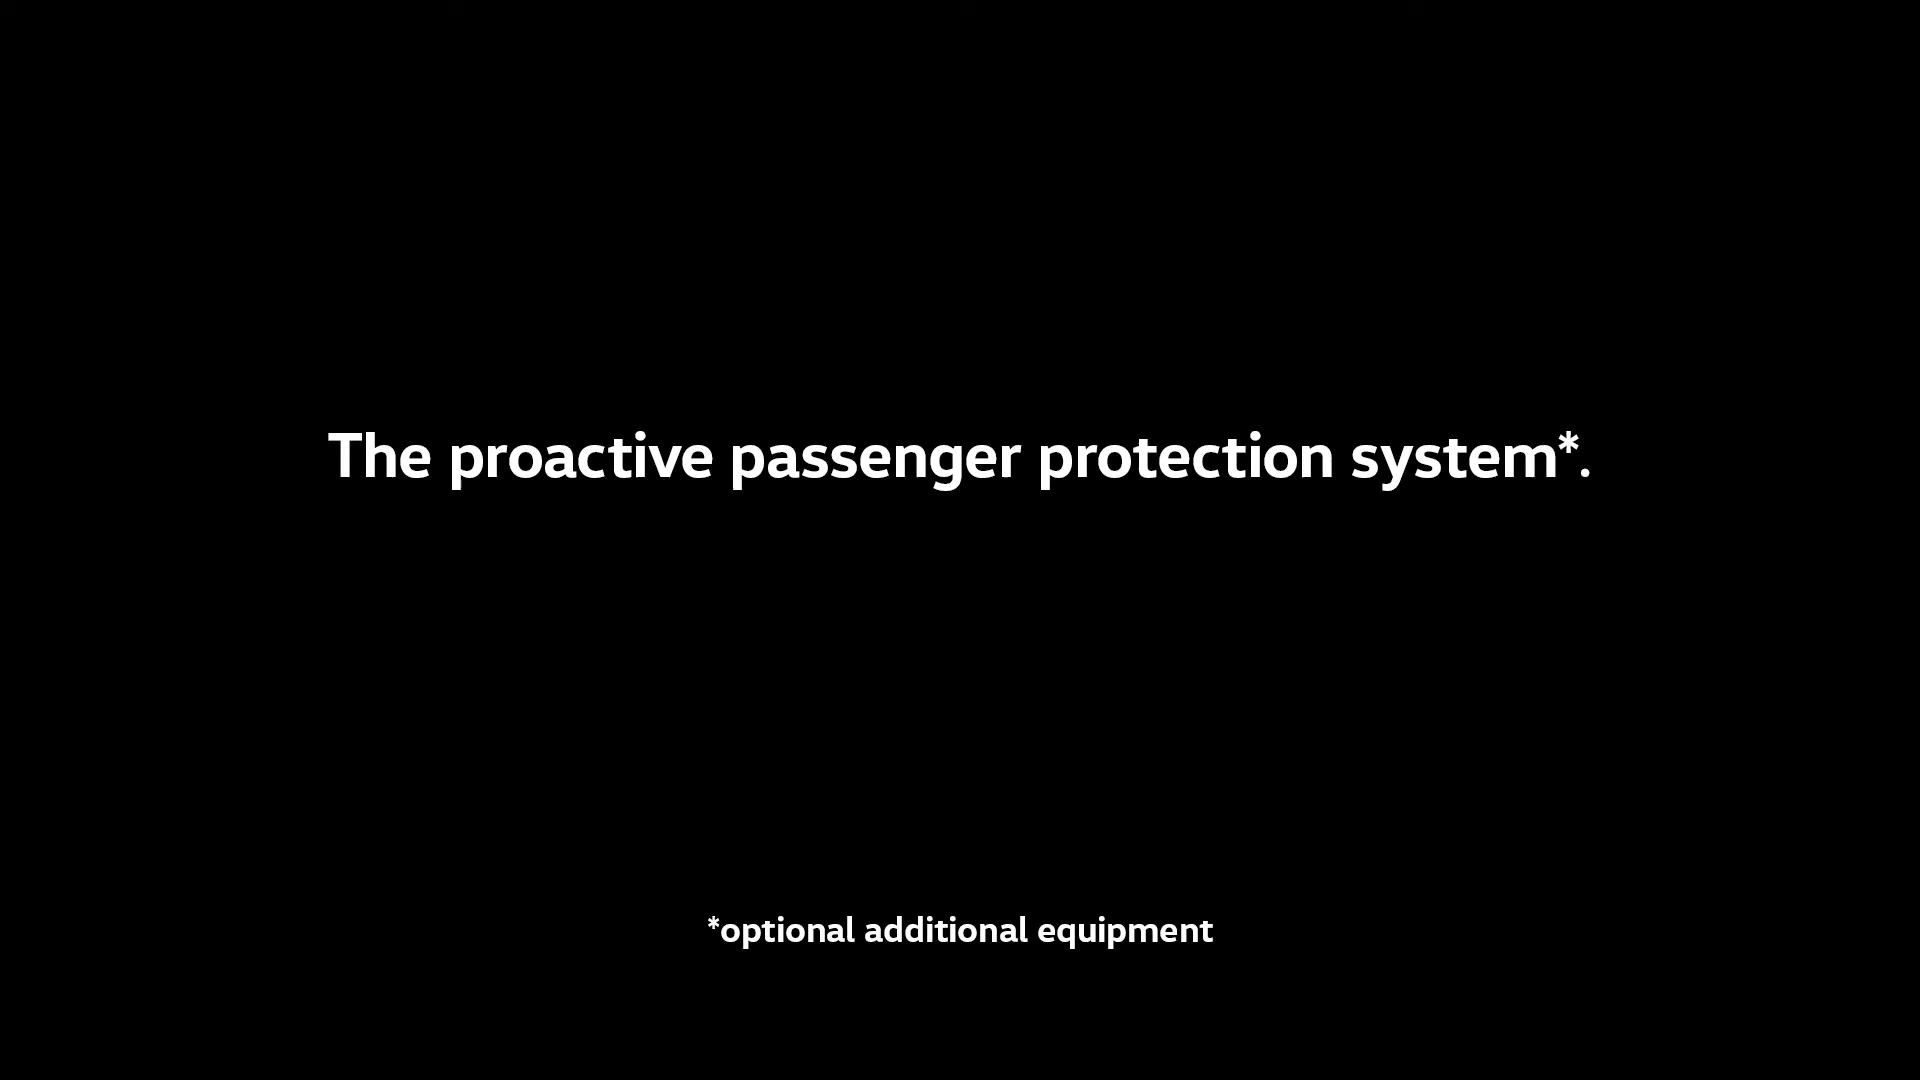 The proactive passenger protection system*.
*optional additional equipment